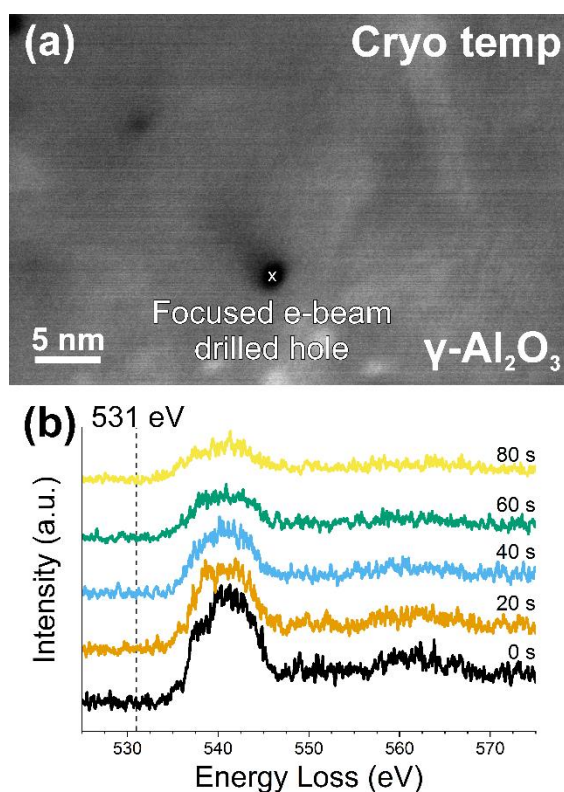 (a)
Cryo temp
x
Focused e-beam
drilled hole
5 nm
γ-Al₂O₃
(b)
531 eV
80 s
60 s
40 s
20 s
0 s
Intensity (a.u.)
530 540 550 560 570
Energy Loss (eV)